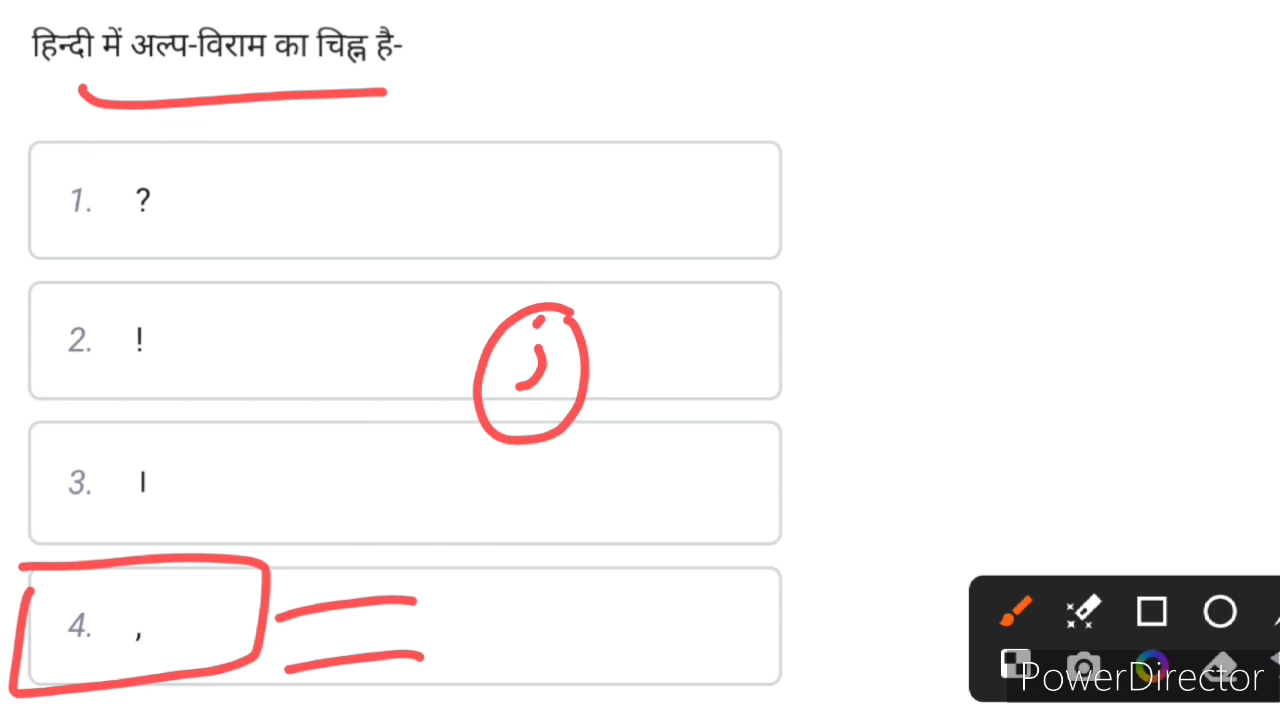 हिन्दी में अल्प-विराम का चिह्न है-
1. ?
2. !
;
3. ।
4. ,
PowerDirector